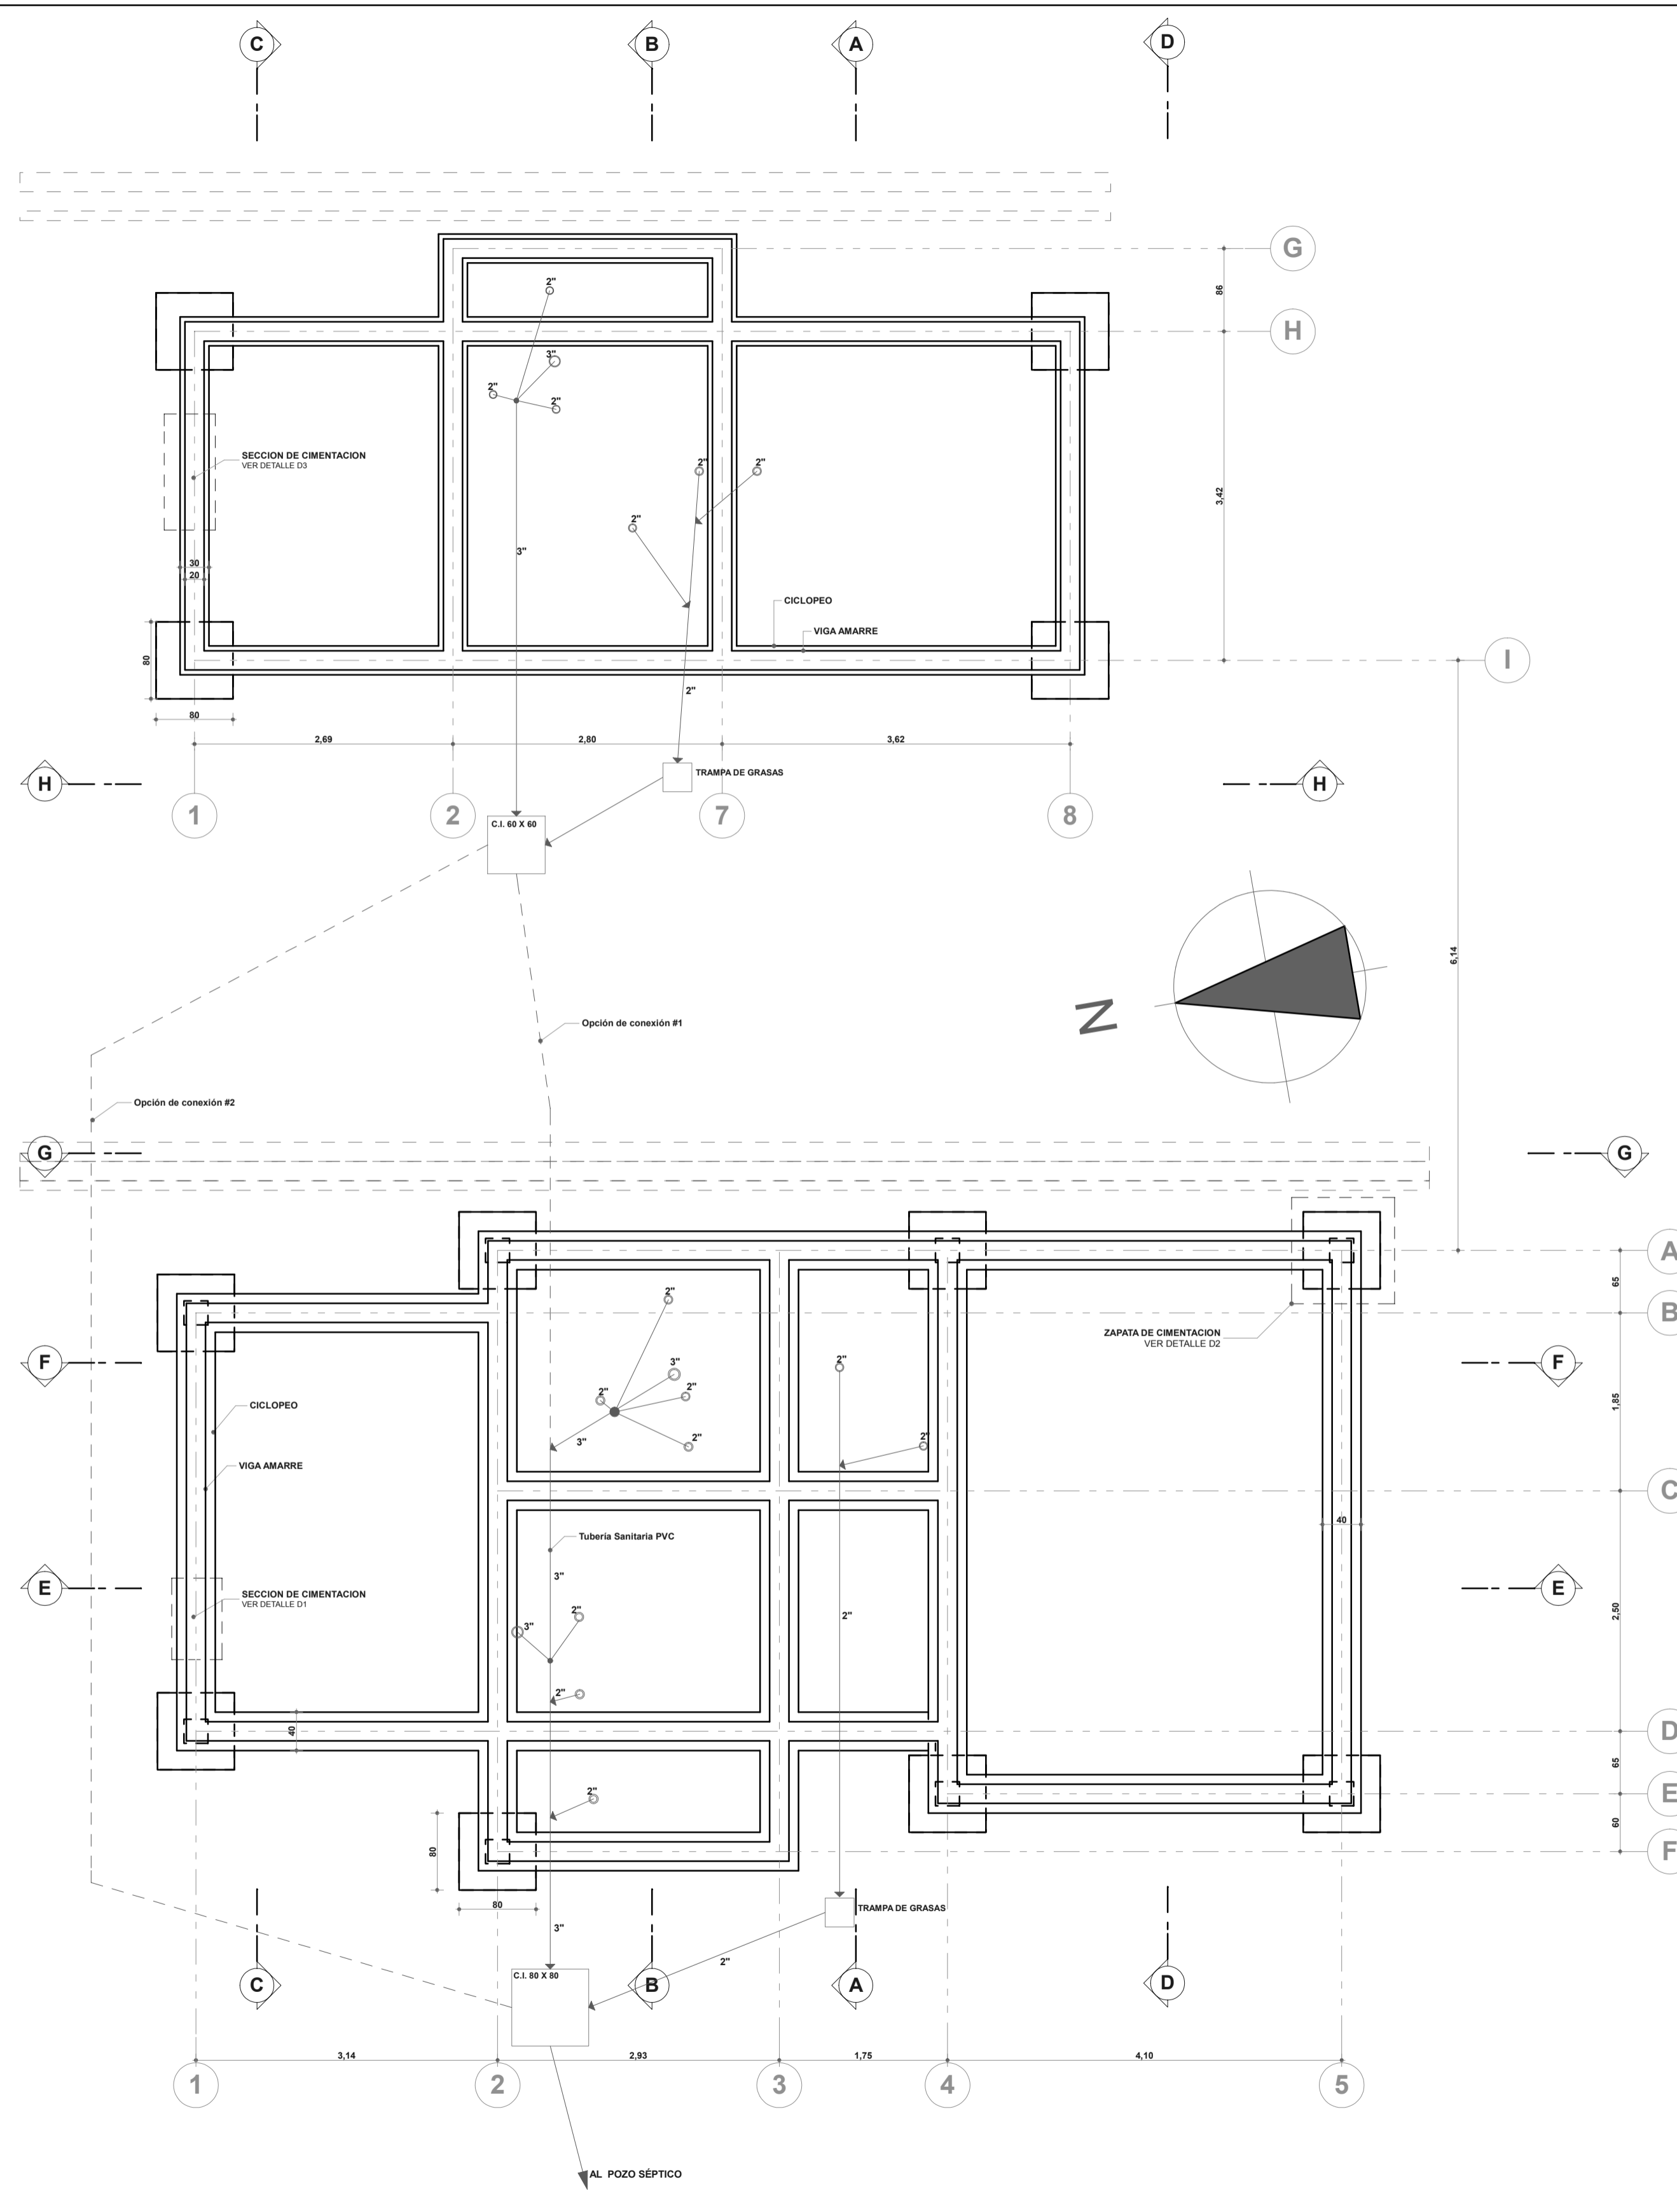 C
B
A
D
G
86
H
2"
3"
2"
2"
SECCION DE CIMENTACION
VER DETALLE D3
2"
2"
3,42
2"
3"
30
20
CICLOPEO
VIGA AMARRE
80
I
2"
80
2,69
2,80
3,62
TRAMPA DE GRASAS
H
H
1
2
7
8
C.I. 60 X 60
6,14
N
Opción de conexión #1
Opción de conexión #2
G
G
A
65
2"
B
ZAPATA DE CIMENTACION
VER DETALLE D2
F
3"
2"
F
2"
2"
1,85
CICLOPEO
2"
3"
2"
VIGA AMARRE
C
40
Tubería Sanitaria PVC
3"
E
SECCION DE CIMENTACION
VER DETALLE D1
E
2"
3"
2"
2,50
2"
40
D
65
2"
E
60
80
F
80
TRAMPA DE GRASAS
3"
2"
C.I. 80 X 80
C
B
A
D
3,14
2,93
1,75
4,10
1
2
3
4
5
AL POZO SÉPTICO